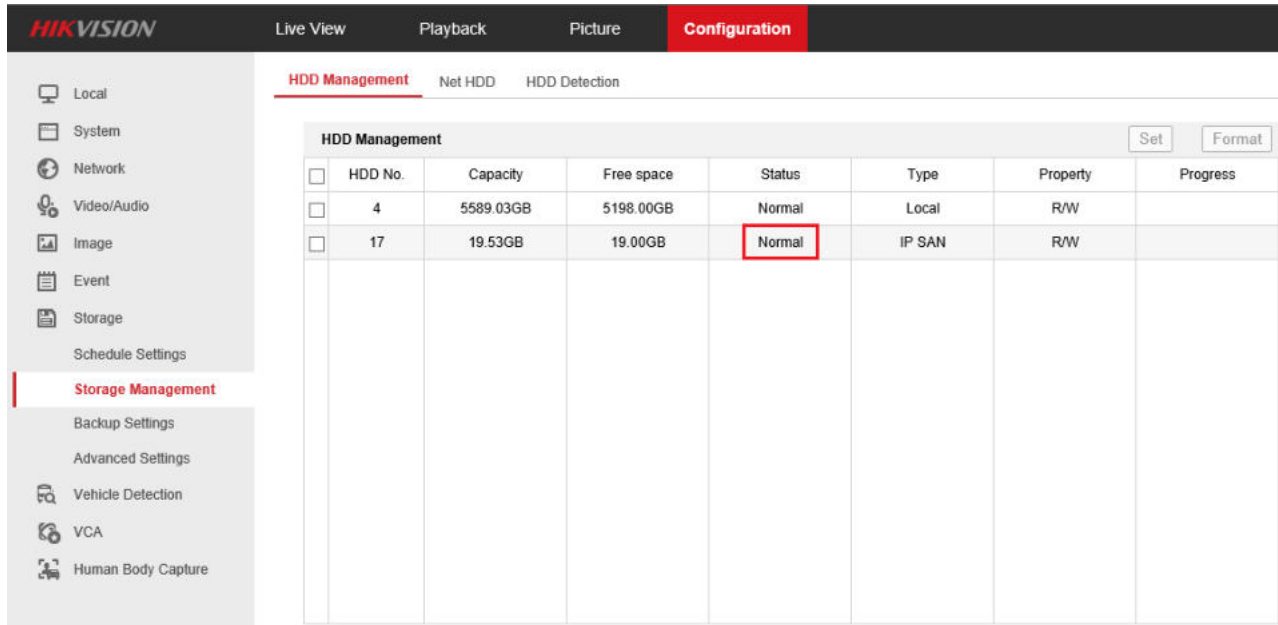 HIKVISION Live View Playback Picture Configuration
HDD Management Net HDD HDD Detection
Local
System
Network
Video/Audio
Image
Event
Storage
Schedule Settings
Storage Management
Backup Settings
Advanced Settings
Vehicle Detection
VCA
Human Body Capture
HDD Management Set Format
HDD No. Capacity Free space Status Type Property Progress
4 5589.03GB 5198.00GB Normal Local R/W
17 19.53GB 19.00GB Normal IP SAN R/W